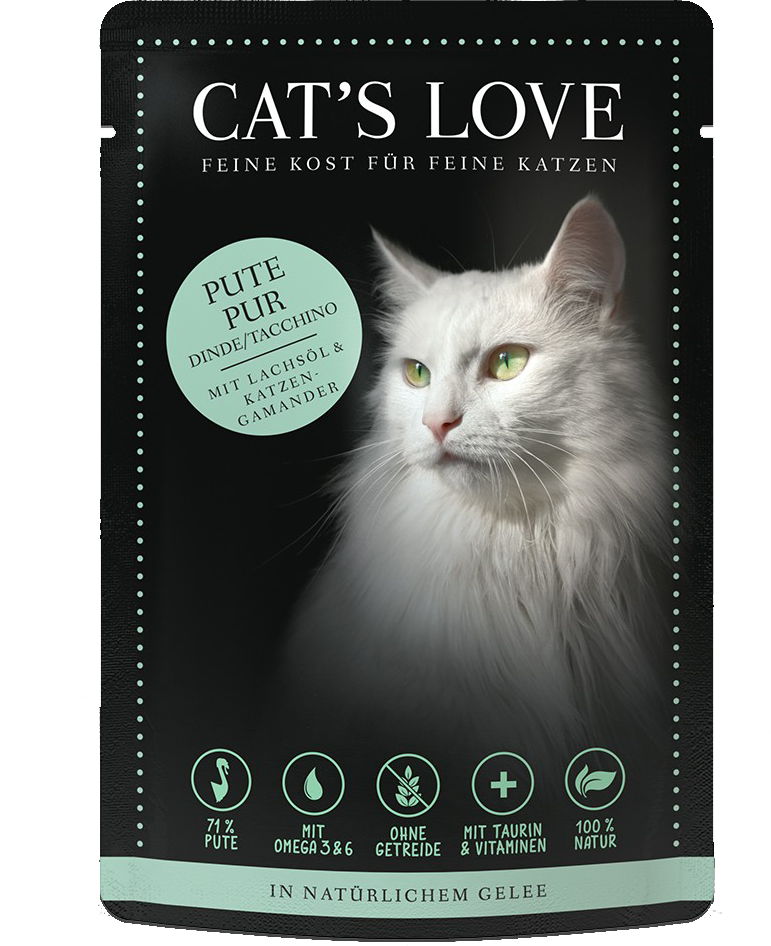 CAT'S LOVE
FEINE KOST FÜR FEINE KATZEN
PUTE
PUR
DINDE/TACCHINO
MIT LACHSÖL &
KATZEN-
GAMANDER
71 %
PUTE
MIT
OMEGA 3 & 6
OHNE
GETREIDE
MIT TAURIN
& VITAMINEN
100 %
NATUR
IN NATÜRLICHEM GELEE